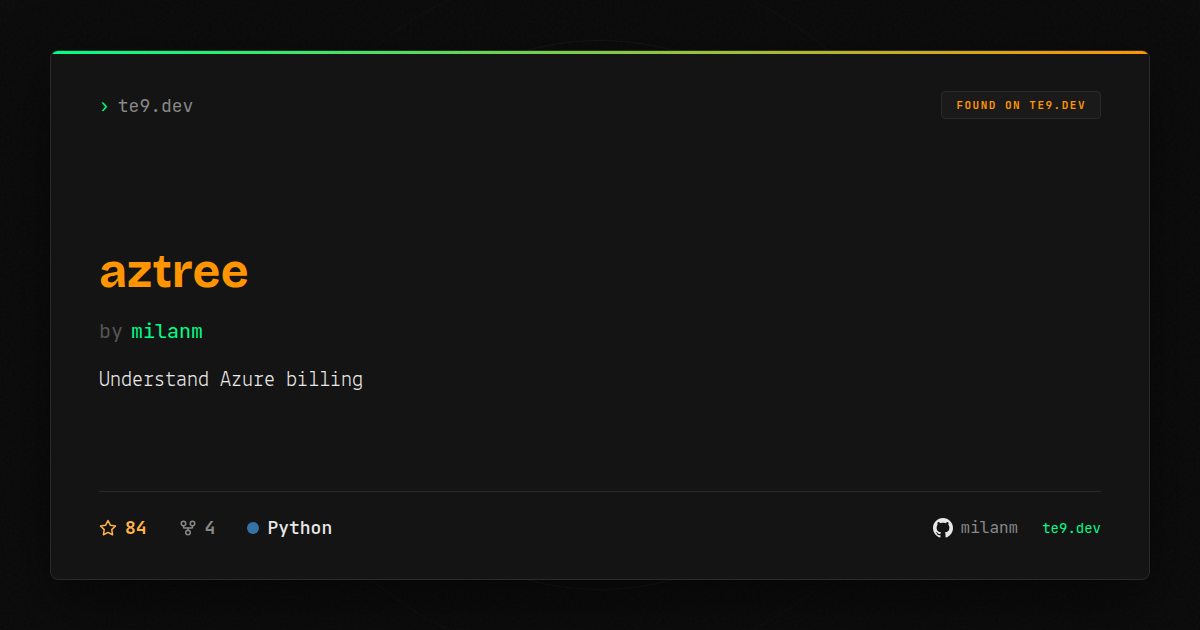 › te9.dev
FOUND ON TE9.DEV
aztree
by milanm
Understand Azure billing
84 4 Python
milanm te9.dev